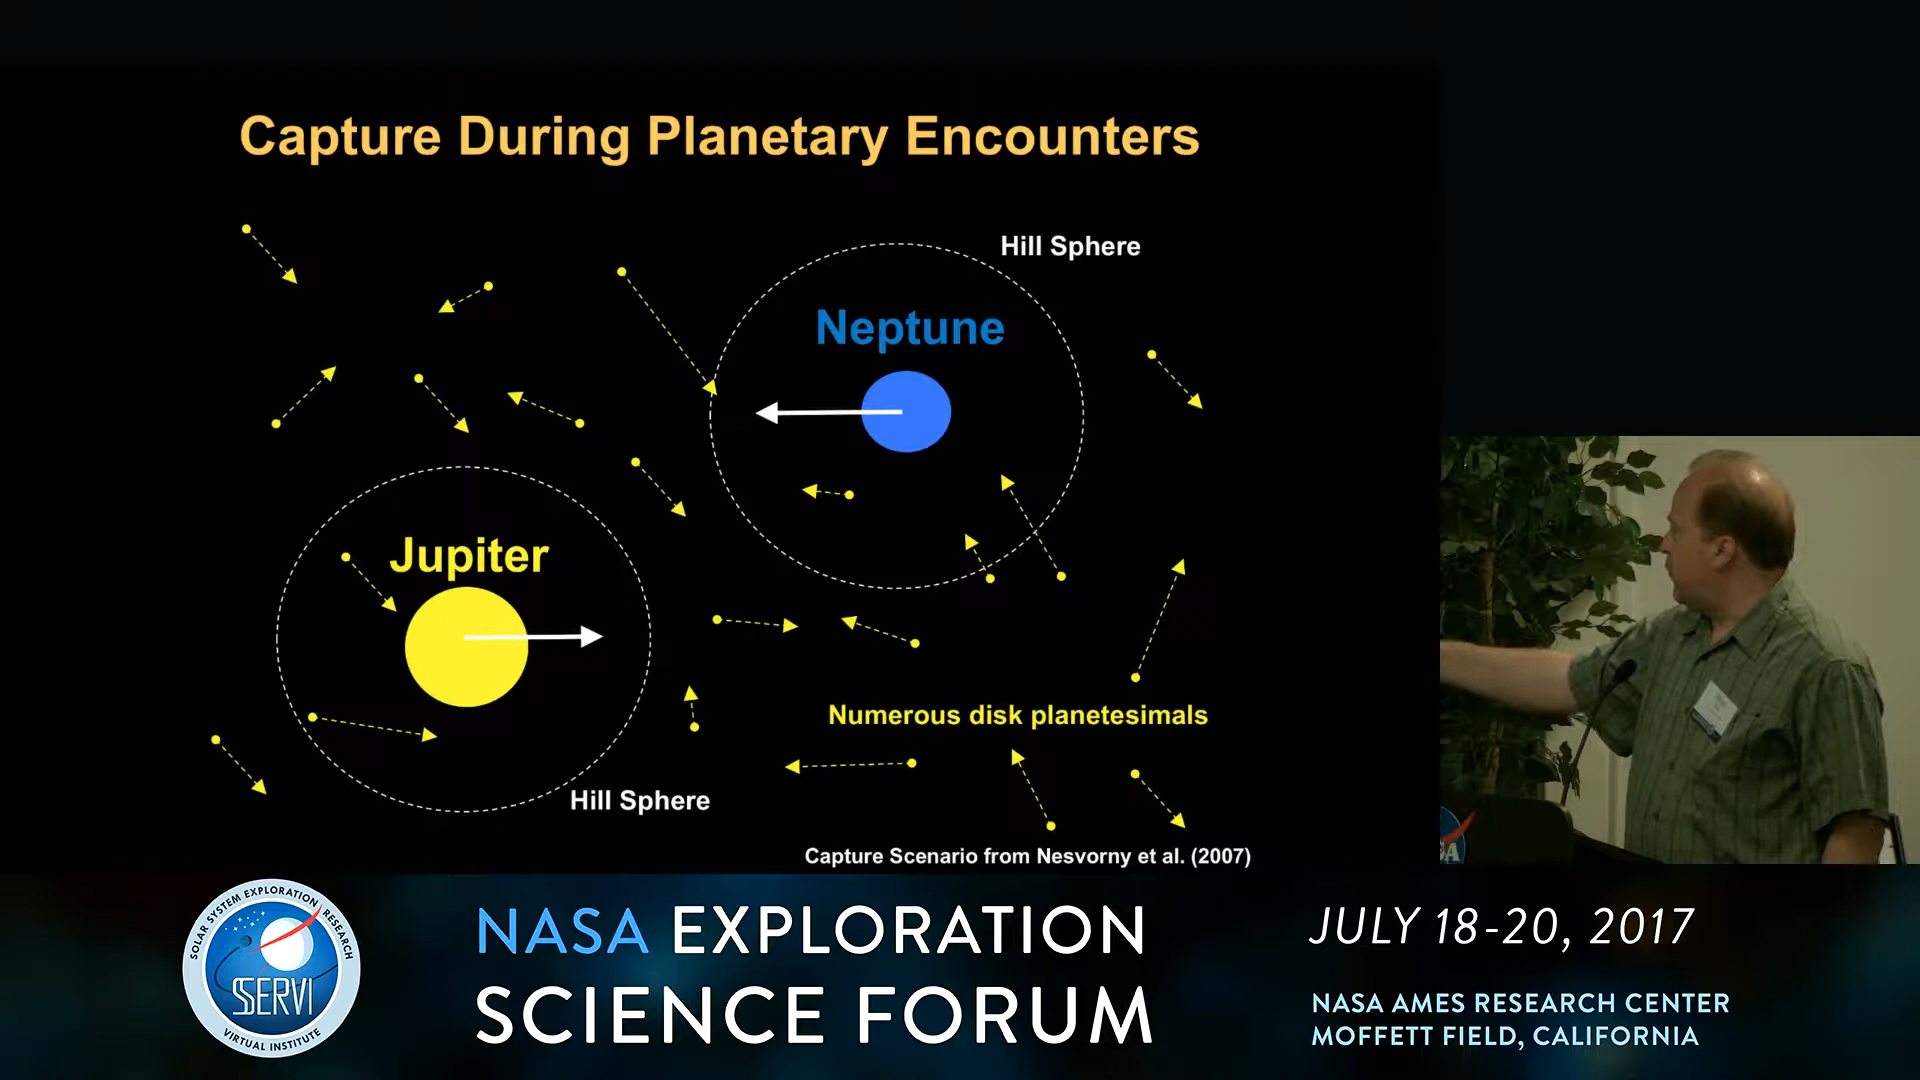 Capture During Planetary Encounters
Hill Sphere
Neptune
Jupiter
Numerous disk planetesimals
Hill Sphere
Capture Scenario from Nesvorny et al. (2007)
SOLAR SYSTEM EXPLORATION RESEARCH
SSERVI
VIRTUAL INSTITUTE
NASA EXPLORATION
SCIENCE FORUM
JULY 18-20, 2017
NASA AMES RESEARCH CENTER
MOFFETT FIELD, CALIFORNIA